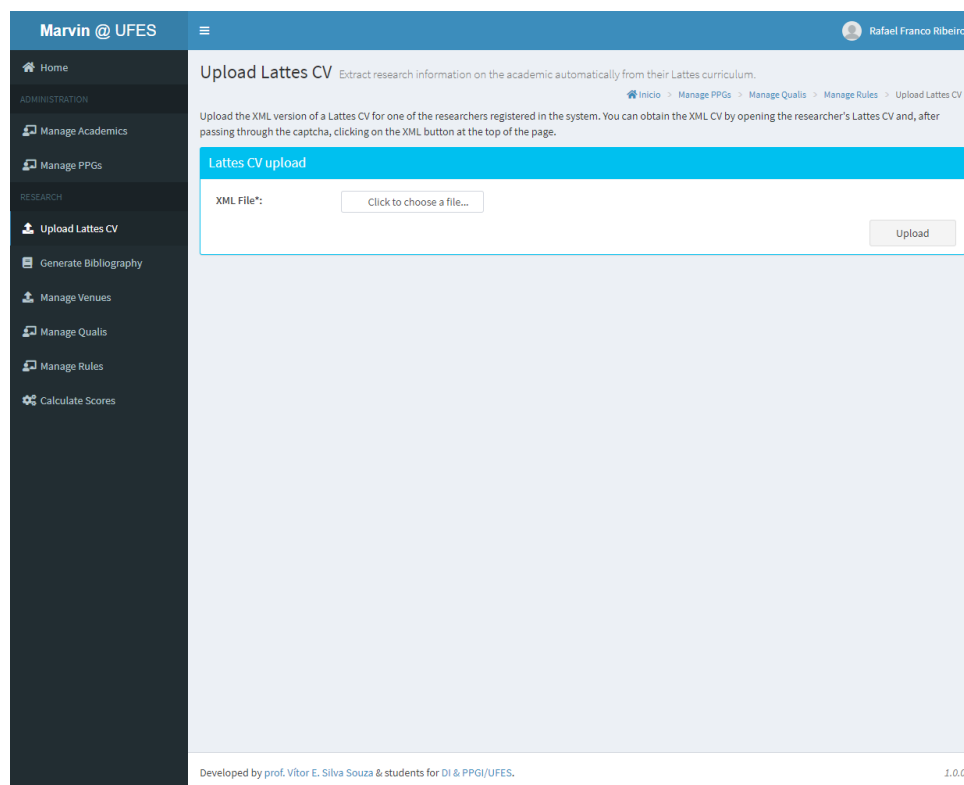 Marvin @ UFES
Rafael Franco Ribeiro
Home
ADMINISTRATION
Manage Academics
Manage PPGs
RESEARCH
Upload Lattes CV
Generate Bibliography
Manage Venues
Manage Qualis
Manage Rules
Calculate Scores
Upload Lattes CV Extract research information on the academic automatically from their Lattes curriculum.
Inicio > Manage PPGs > Manage Qualis > Manage Rules > Upload Lattes CV
Upload the XML version of a Lattes CV for one of the researchers registered in the system. You can obtain the XML CV by opening the researcher's Lattes CV and, after
passing through the captcha, clicking on the XML button at the top of the page.
Lattes CV upload
XML File*:
Click to choose a file...
Upload
Developed by prof. Vítor E. Silva Souza & students for DI & PPGI/UFES.
1.0.0